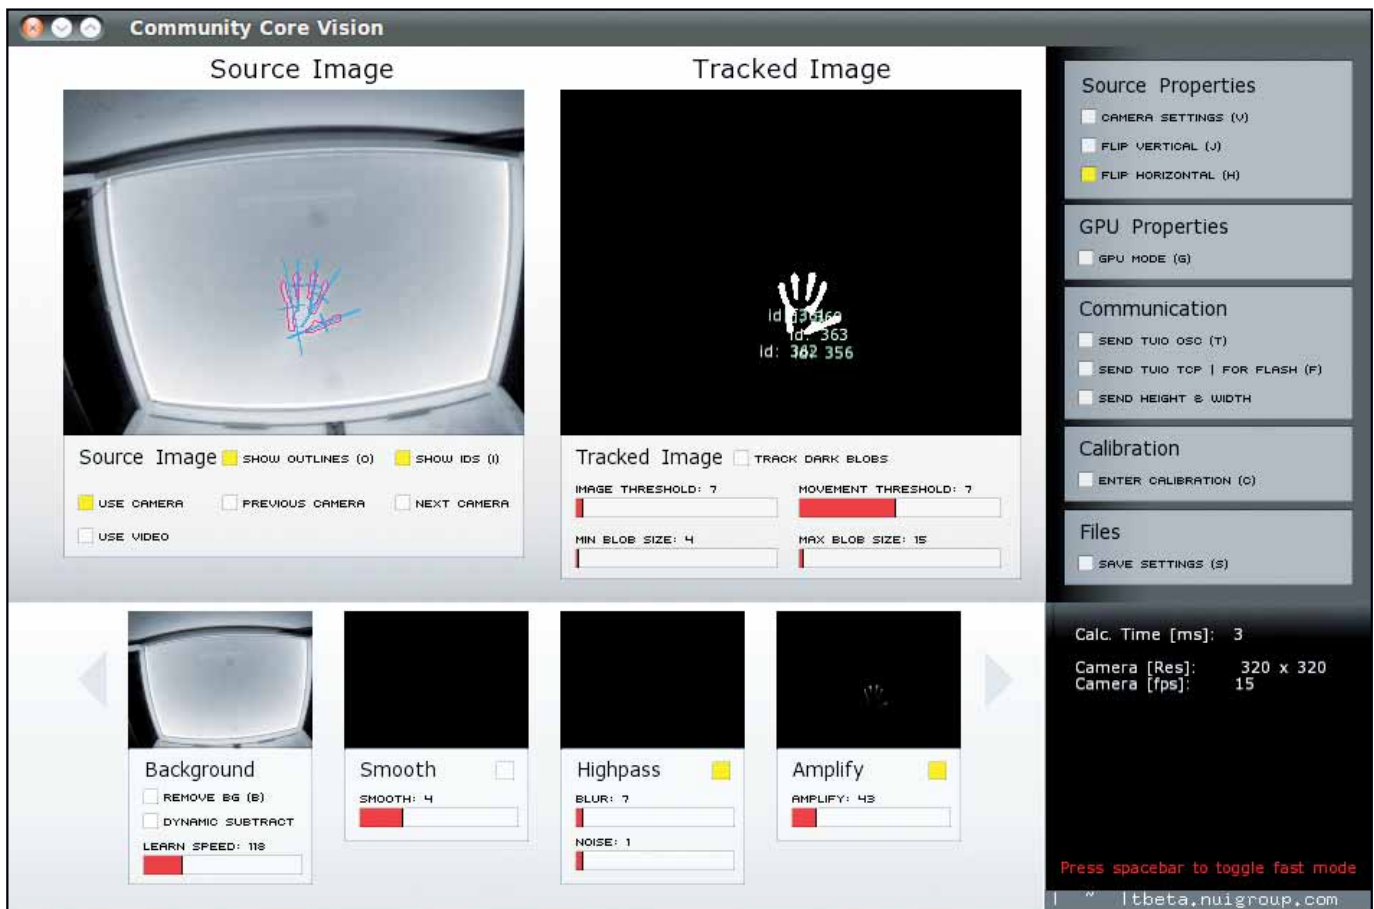 Community Core Vision
Source Image
Tracked Image
id: 363
id: 356
Source Image
SHOW OUTLINES (O)
SHOW IDS (I)
USE CAMERA
PREVIOUS CAMERA
NEXT CAMERA
USE VIDEO
Tracked Image
TRACK DARK BLOBS
IMAGE THRESHOLD: 7
MOVEMENT THRESHOLD: 7
MIN BLOB SIZE: 4
MAX BLOB SIZE: 15
Source Properties
CAMERA SETTINGS (V)
FLIP VERTICAL (J)
FLIP HORIZONTAL (H)
GPU Properties
GPU MODE (G)
Communication
SEND TUIO OSC (T)
SEND TUIO TCP | FOR FLASH (F)
SEND HEIGHT & WIDTH
Calibration
ENTER CALIBRATION (C)
Files
SAVE SETTINGS (S)
Background
REMOVE BG (B)
DYNAMIC SUBTRACT
LEARN SPEED: 118
Smooth
SMOOTH: 4
Highpass
BLUR: 7
NOISE: 1
Amplify
AMPLIFY: 43
Calc. Time [ms]: 3
Camera [Res]: 320 x 320
Camera [fps]: 15
Press spacebar to toggle fast mode
| ~ |tbeta.nuigroup.com